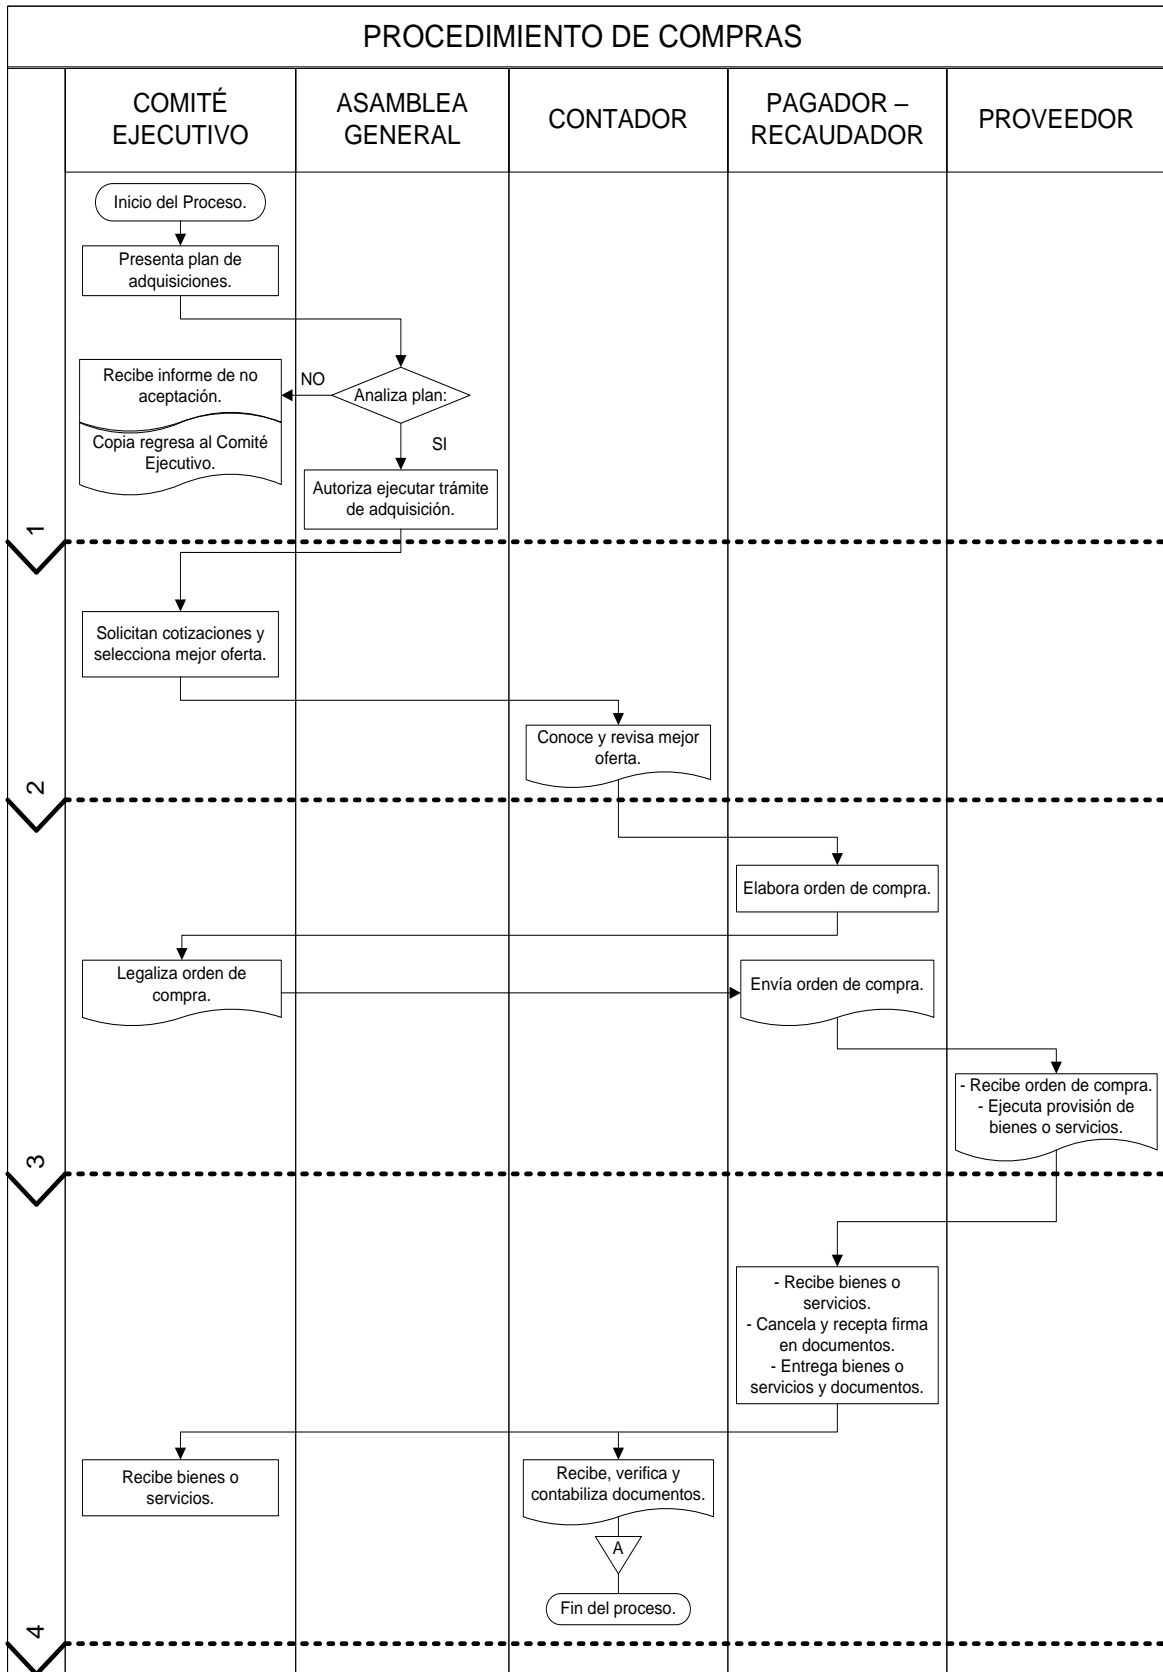 PROCEDIMIENTO DE COMPRAS
COMITÉ
EJECUTIVO
ASAMBLEA
GENERAL
CONTADOR
PAGADOR –
RECAUDADOR
PROVEEDOR
Inicio del Proceso.
Presenta plan de
adquisiciones.
Recibe informe de no
aceptación.
NO
Analiza plan:
Copia regresa al Comité
Ejecutivo.
SI
Autoriza ejecutar trámite
de adquisición.
1
Solicitan cotizaciones y
selecciona mejor oferta.
Conoce y revisa mejor
oferta.
2
Elabora orden de compra.
Legaliza orden de
compra.
Envía orden de compra.
- Recibe orden de compra.
- Ejecuta provisión de
bienes o servicios.
3
- Recibe bienes o
servicios.
- Cancela y recepta firma
en documentos.
- Entrega bienes o
servicios y documentos.
Recibe bienes o
servicios.
Recibe, verifica y
contabiliza documentos.
A
Fin del proceso.
4